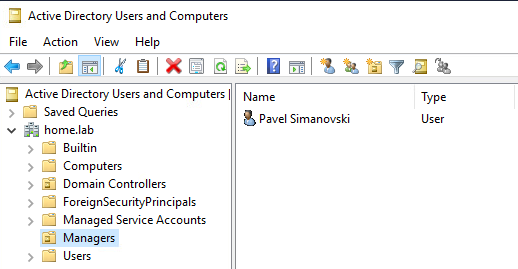 Active Directory Users and Computers
File Action View Help
Active Directory Users and Computers [
Saved Queries
home.lab
Builtin
Computers
Domain Controllers
ForeignSecurityPrincipals
Managed Service Accounts
Managers
Users
Name Type
Pavel Simanovski User